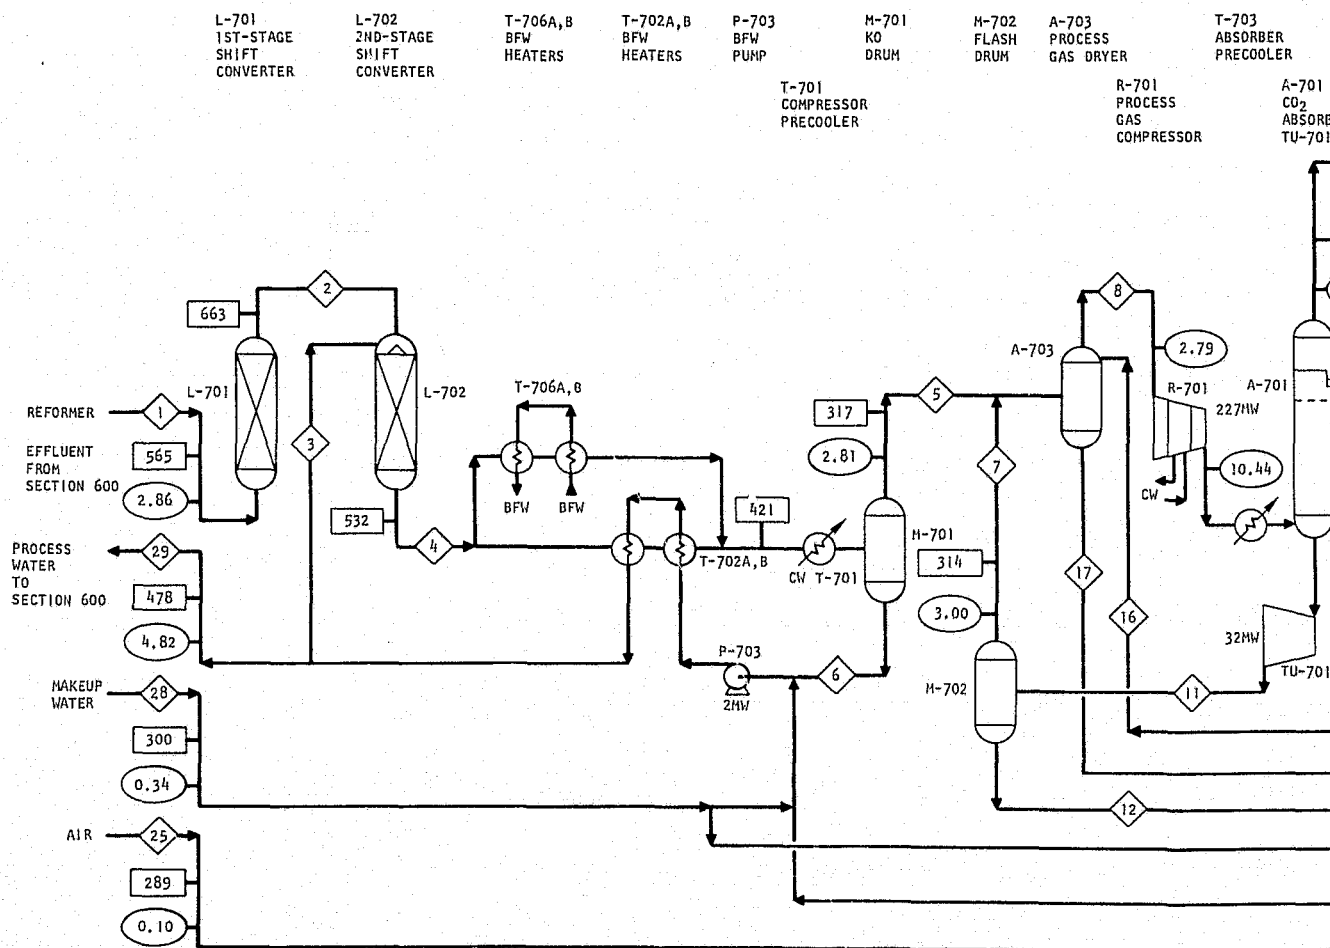 L-701
1ST-STAGE
SHIFT
CONVERTER
L-702
2ND-STAGE
SHIFT
CONVERTER
T-706A,B
BFW
HEATERS
T-702A,B
BFW
HEATERS
P-703
BFW
PUMP
T-701
COMPRESSOR
PRECOOLER
M-701
KO
DRUM
M-702
FLASH
DRUM
A-703
PROCESS
GAS DRYER
R-701
PROCESS
GAS
COMPRESSOR
T-703
ABSORBER
PRECOOLER
A-701
CO2
ABSORB
TU-701
2
663
8
A-703
2.79
L-701
L-702
T-706A,B
R-701
A-701
227MW
REFORMER
1
3
317
5
EFFLUENT
FROM
SECTION 600
565
2.86
2.81
7
10.44
CW
BFW
BFW
532
4
421
CW
T-701
T-702A,B
M-701
314
3.00
17
16
PROCESS
WATER
TO
SECTION 600
29
478
4.82
32MW
TU-701
P-703
2MW
6
M-702
11
MAKEUP
WATER
28
300
0.34
12
AIR
25
289
0.10